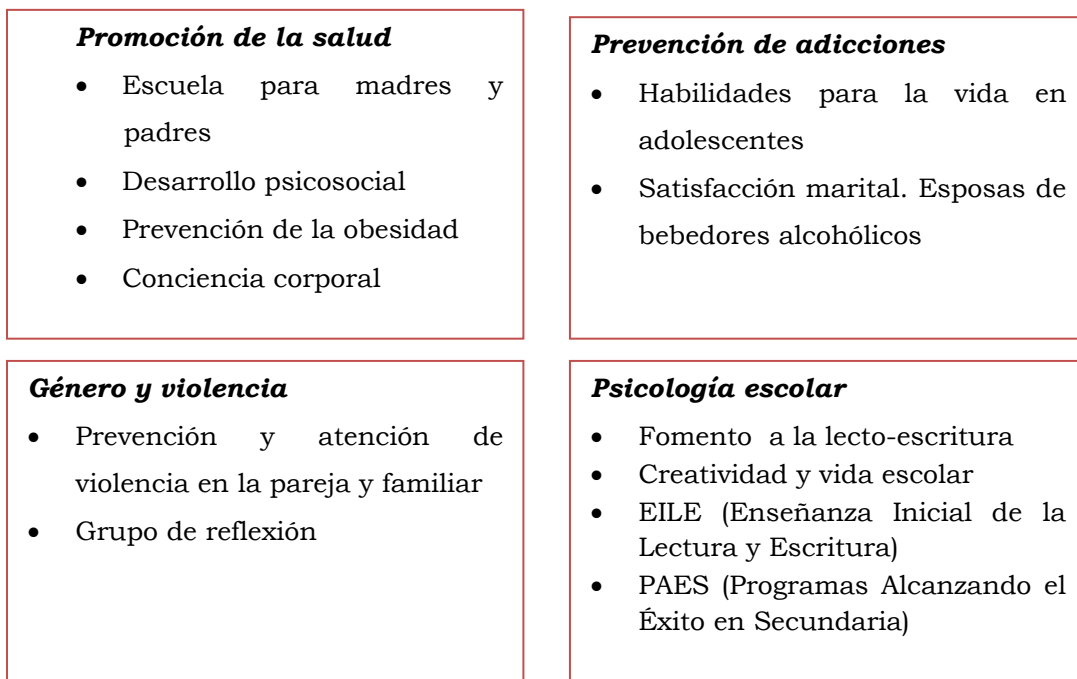 Promoción de la salud
• Escuela para madres y
padres
• Desarrollo psicosocial
• Prevención de la obesidad
• Conciencia corporal
Prevención de adicciones
• Habilidades para la vida en
adolescentes
• Satisfacción marital. Esposas de
bebedores alcohólicos
Género y violencia
• Prevención y atención de
violencia en la pareja y familiar
• Grupo de reflexión
Psicología escolar
• Fomento a la lecto-escritura
• Creatividad y vida escolar
• EILE (Enseñanza Inicial de la
Lectura y Escritura)
• PAES (Programas Alcanzando el
Éxito en Secundaria)